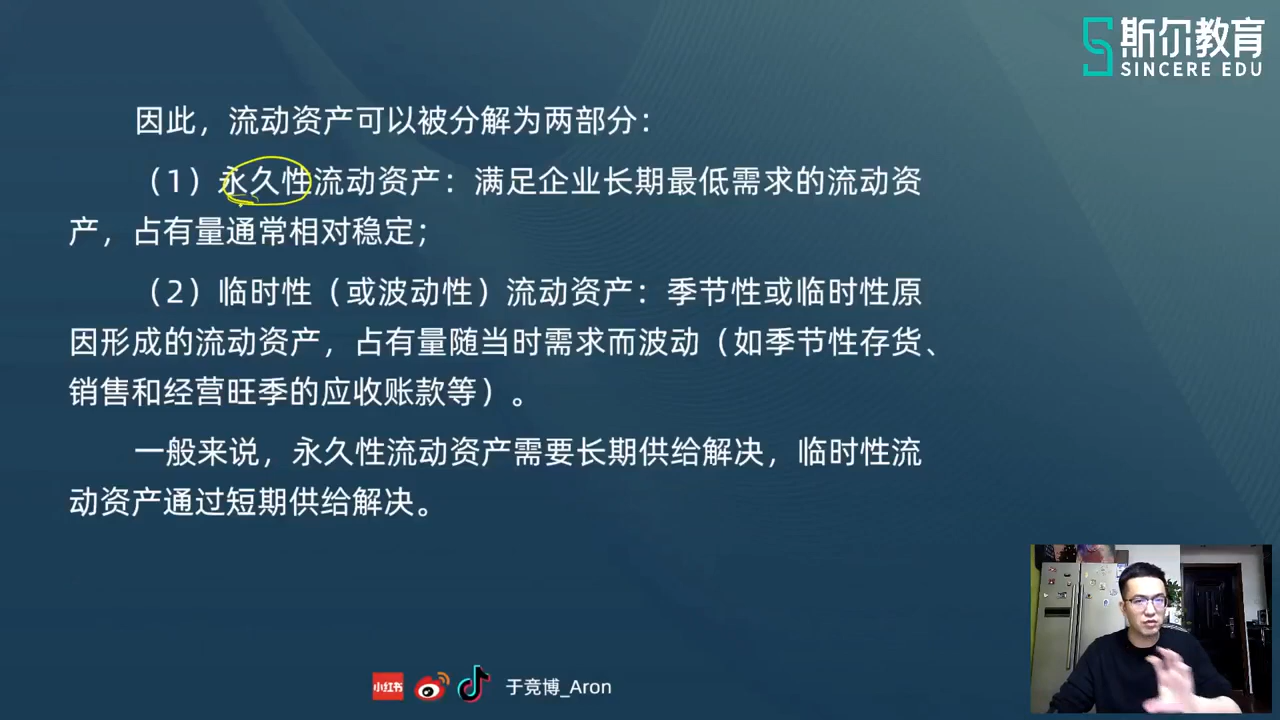 斯尔教育
SINCERE EDU
因此，流动资产可以被分解为两部分：
（1）永久性流动资产：满足企业长期最低需求的流动资
产，占有量通常相对稳定；
（2）临时性（或波动性）流动资产：季节性或临时性原
因形成的流动资产，占有量随当时需求而波动（如季节性存货、
销售和经营旺季的应收账款等）。
一般来说，永久性流动资产需要长期供给解决，临时性流
动资产通过短期供给解决。
小红书
于竞博_Aron